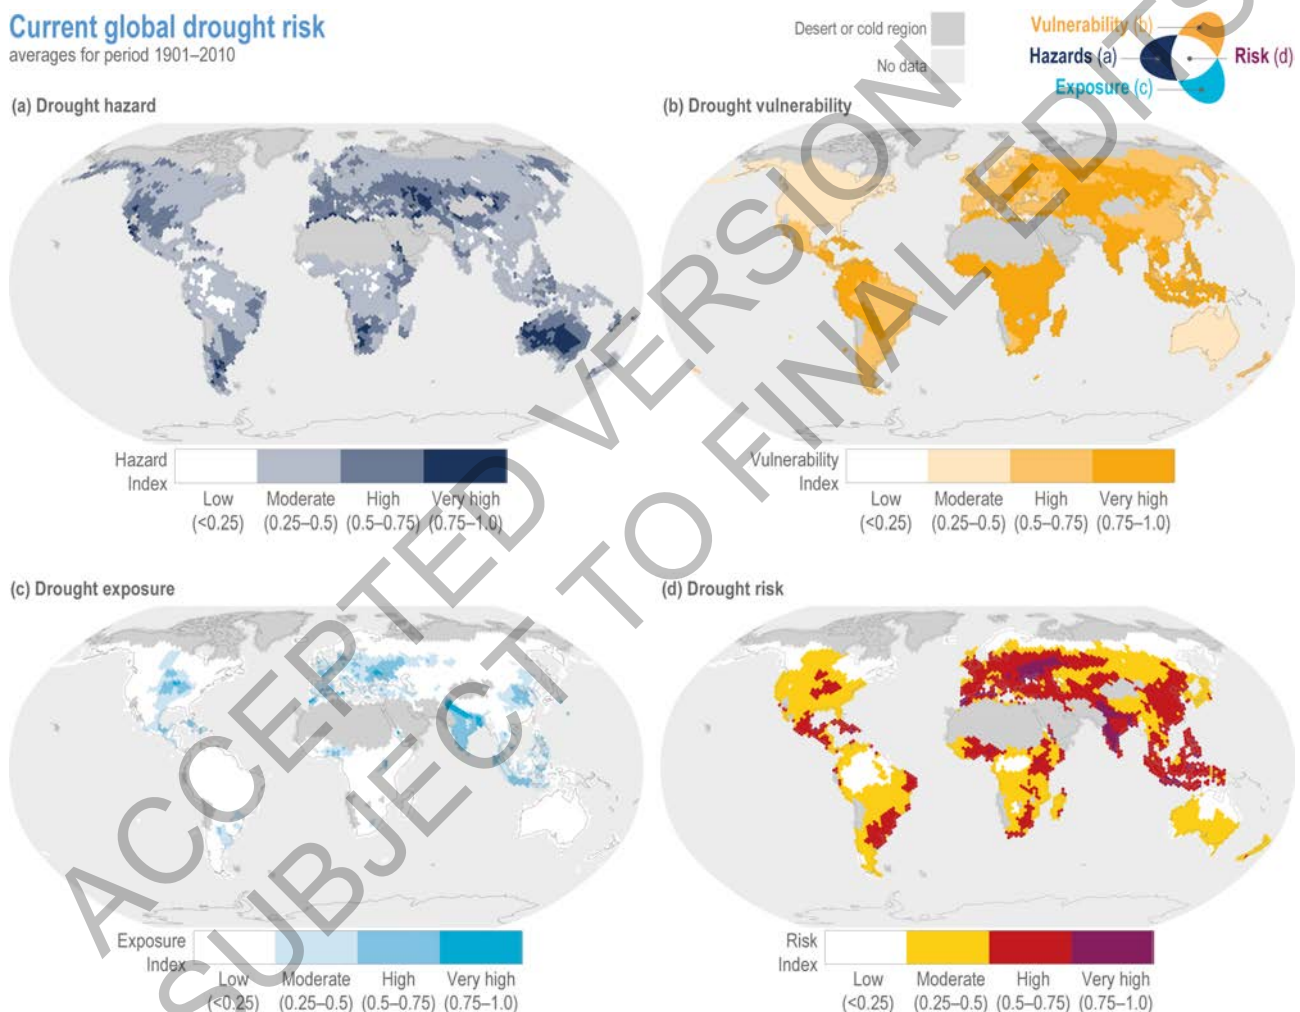 Current global drought risk
averages for period 1901–2010
Desert or cold region
No data
Vulnerability (b)
Hazards (a)
Risk (d)
Exposure (c)
(a) Drought hazard
(b) Drought vulnerability
Hazard
Index
Low
(<0.25)
Moderate
(0.25–0.5)
High
(0.5–0.75)
Very high
(0.75–1.0)
Vulnerability
Index
Low
(<0.25)
Moderate
(0.25–0.5)
High
(0.5–0.75)
Very high
(0.75–1.0)
(c) Drought exposure
(d) Drought risk
Exposure
Index
Low
(<0.25)
Moderate
(0.25–0.5)
High
(0.5–0.75)
Very high
(0.75–1.0)
Risk
Index
Low
(<0.25)
Moderate
(0.25–0.5)
High
(0.5–0.75)
Very high
(0.75–1.0)
ACCEPTED VERSION
SUBJECT TO FINAL EDITS